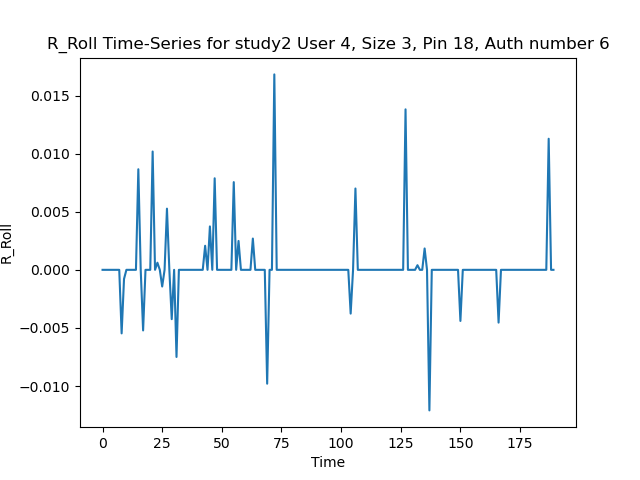 R_Roll Time-Series for study2 User 4, Size 3, Pin 18, Auth number 6
0.015
0.010
0.005
0.000
−0.005
−0.010
R_Roll
0 25 50 75 100 125 150 175
Time